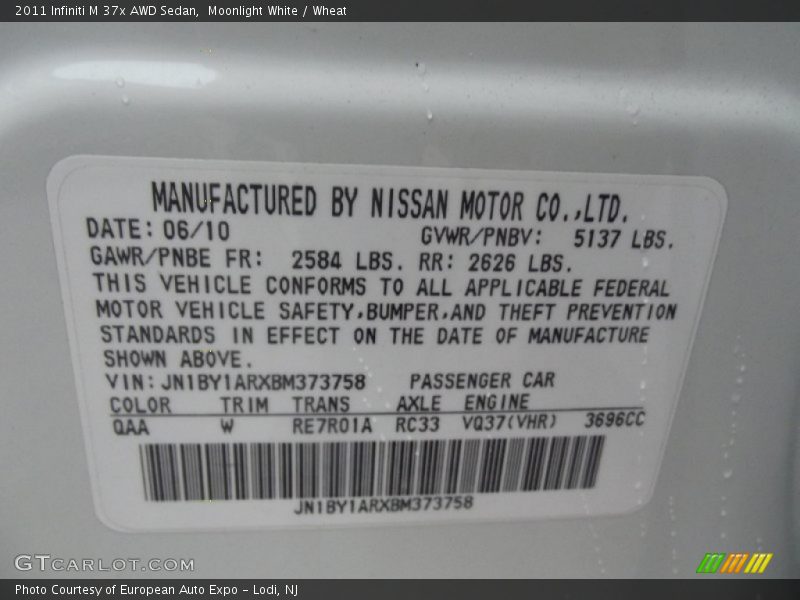 2011 Infiniti M 37x AWD Sedan,  Moonlight White / Wheat
MANUFACTURED BY NISSAN MOTOR CO.,LTD.
DATE: 06/10 GVWR/PNBV: 5137 LBS.
GAWR/PNBE FR: 2584 LBS. RR: 2626 LBS.
THIS VEHICLE CONFORMS TO ALL APPLICABLE FEDERAL
MOTOR VEHICLE SAFETY,BUMPER,AND THEFT PREVENTION
STANDARDS IN EFFECT ON THE DATE OF MANUFACTURE
SHOWN ABOVE.
VIN: JN1BY1ARXBM373758 PASSENGER CAR
COLOR TRIM TRANS AXLE ENGINE
QAA W RE7R01A RC33 VQ37(VHR) 3696CC
JN1BY1ARXBM373758
GTCARLOT.COM
Photo Courtesy of European Auto Expo - Lodi, NJ